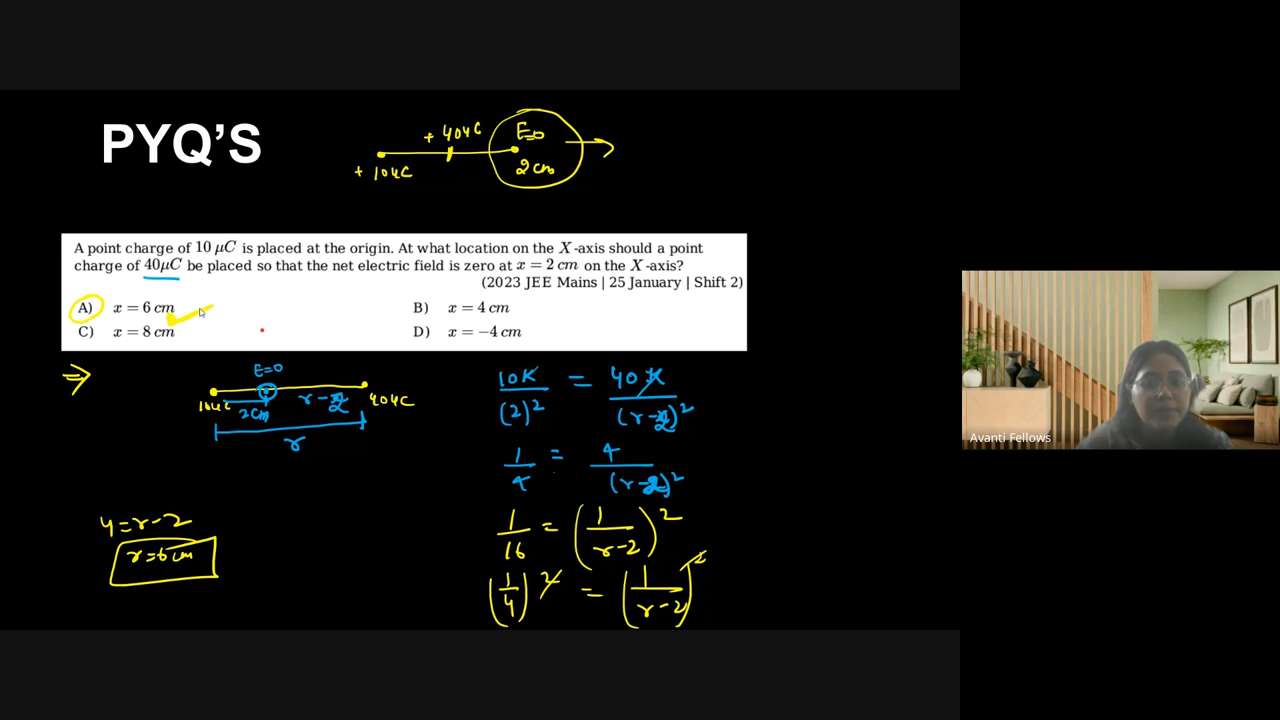 PYQ'S
+ 40μC
E=0
+ 10μC
2 cm
A point charge of 10 μC is placed at the origin. At what location on the X-axis should a point
charge of 40μC be placed so that the net electric field is zero at x = 2 cm on the X-axis?
(2023 JEE Mains | 25 January | Shift 2)
A) x = 6 cm
B) x = 4 cm
C) x = 8 cm
D) x = −4 cm
⇒
E=0
10μC
2cm
r-2
40μC
r
10K/(2)² = 40K/(r-2)²
1/4 = 4/(r-2)²
1/16 = (1/(r-2))²
(1/4)² = (1/(r-2))²
4=r-2
r=6cm
Avanti Fellows